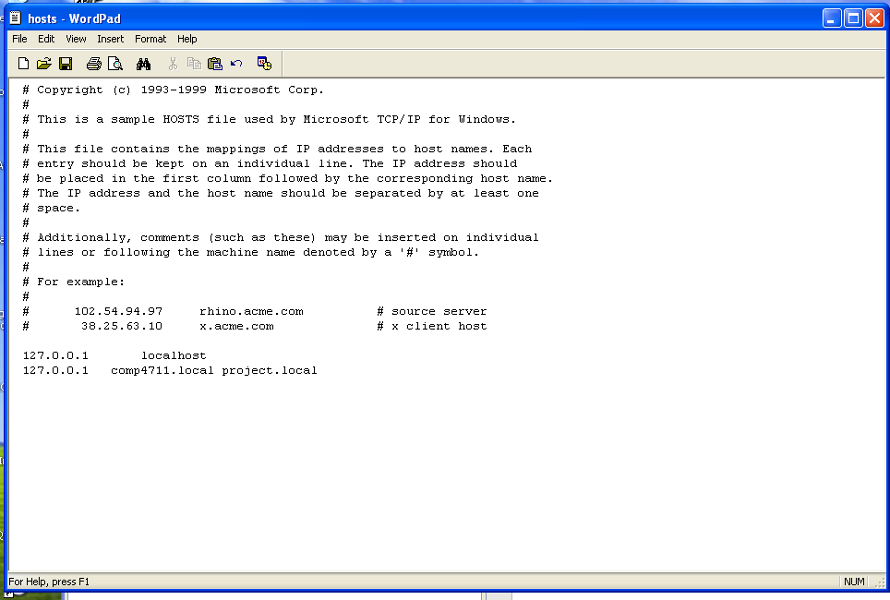 hosts - WordPad
File Edit View Insert Format Help
# Copyright (c) 1993-1999 Microsoft Corp.
#
# This is a sample HOSTS file used by Microsoft TCP/IP for Windows.
#
# This file contains the mappings of IP addresses to host names. Each
# entry should be kept on an individual line. The IP address should
# be placed in the first column followed by the corresponding host name.
# The IP address and the host name should be separated by at least one
# space.
#
# Additionally, comments (such as these) may be inserted on individual
# lines or following the machine name denoted by a '#' symbol.
#
# For example:
#
#      102.54.94.97     rhino.acme.com          # source server
#       38.25.63.10     x.acme.com              # x client host
127.0.0.1       localhost
127.0.0.1   comp4711.local project.local
For Help, press F1
NUM